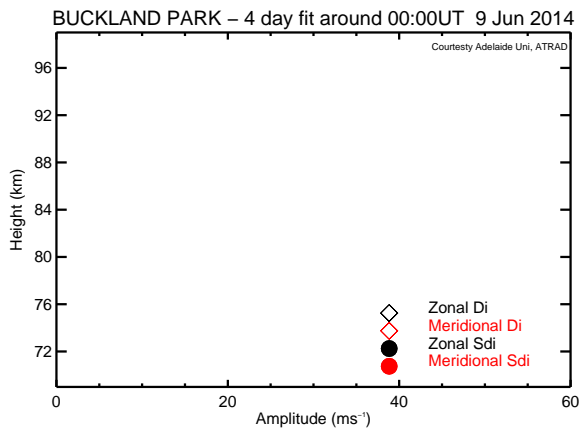 BUCKLAND PARK – 4 day fit around 00:00UT 9 Jun 2014
Courtesty Adelaide Uni, ATRAD
96
92
88
84
80
76
72
Height (km)
Zonal Di
Meridional Di
Zonal Sdi
Meridional Sdi
0 20 40 60
Amplitude (ms⁻¹)